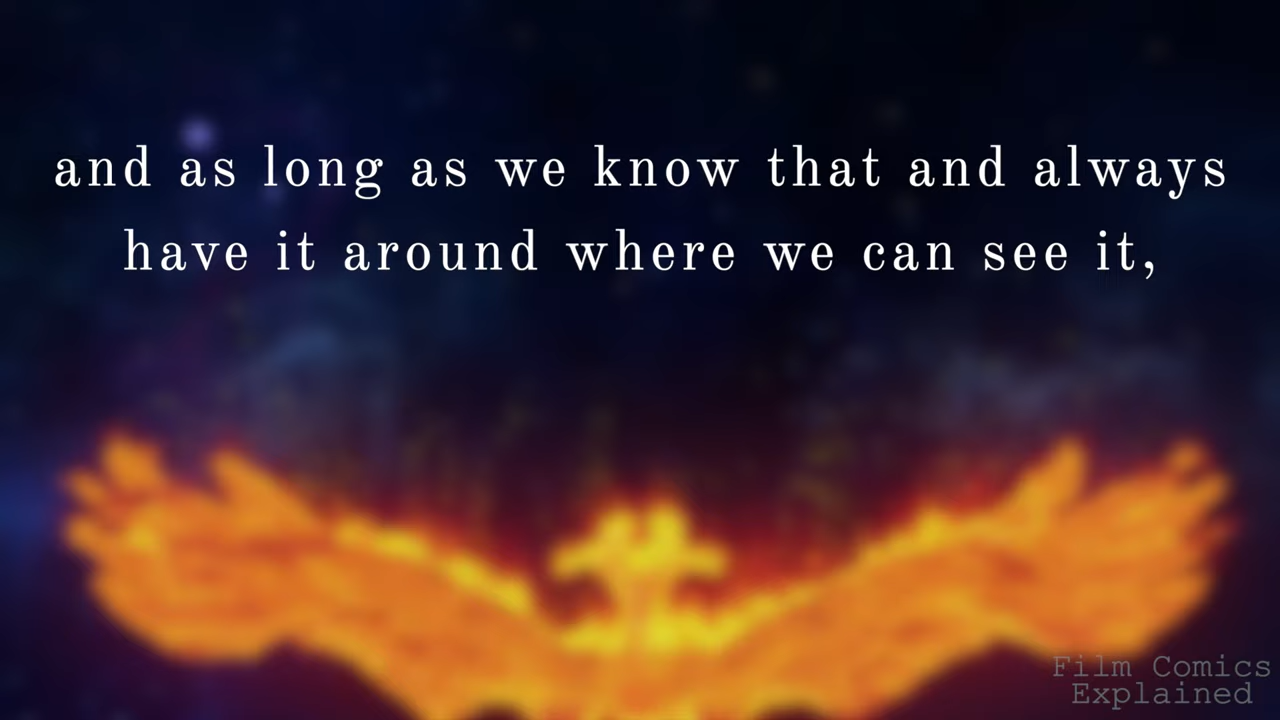 and as long as we know that and always
have it around where we can see it,
Film Comics
Explained